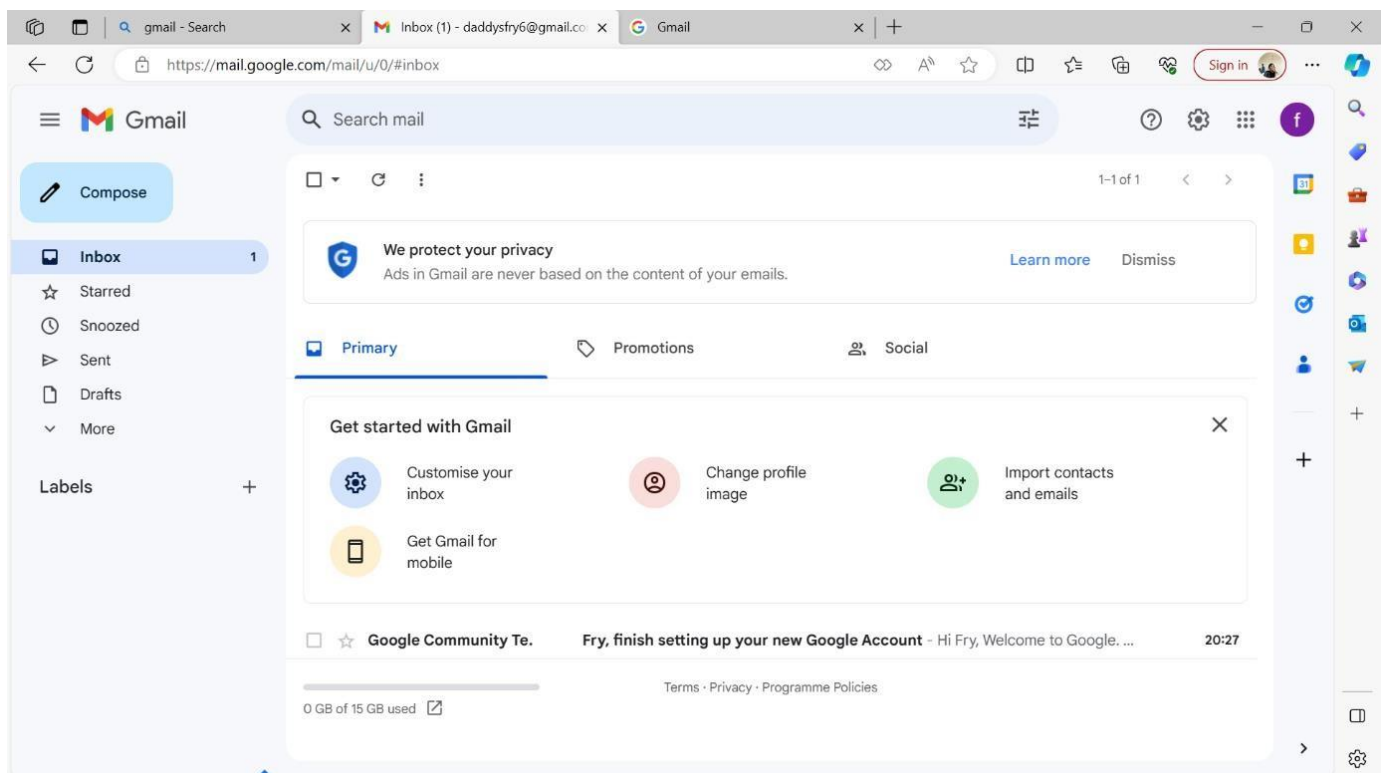 gmail - Search
Inbox (1) - daddysfry6@gmail.co
G Gmail
https://mail.google.com/mail/u/0/#inbox
Sign in
Gmail
Search mail
f
Compose
1–1 of 1
31
We protect your privacy
Ads in Gmail are never based on the content of your emails.
Learn more
Dismiss
Inbox 1
Starred
Snoozed
Sent
Drafts
More
Labels
Primary
Promotions
Social
Get started with Gmail
Customise your
inbox
Change profile
image
Import contacts
and emails
Get Gmail for
mobile
Google Community Te. Fry, finish setting up your new Google Account - Hi Fry, Welcome to Google. ... 20:27
Terms · Privacy · Programme Policies
0 GB of 15 GB used